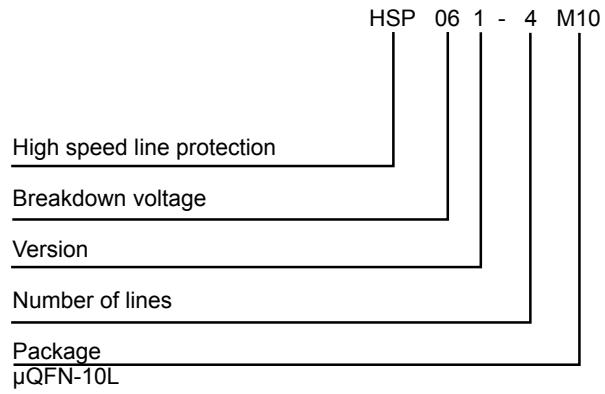 HSP 06 1 - 4 M10
High speed line protection
Breakdown voltage
Version
Number of lines
Package
µQFN-10L